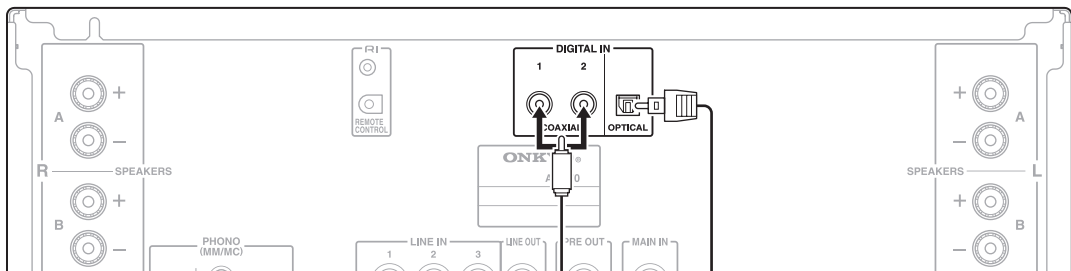 RI
REMOTE
CONTROL
DIGITAL IN
1
2
COAXIAL
OPTICAL
+
A
−
R
SPEAKERS
+
B
−
+
A
−
SPEAKERS
L
+
B
−
PHONO
(MM/MC)
LINE IN
1
2
3
LINE OUT
PRE OUT
MAIN IN